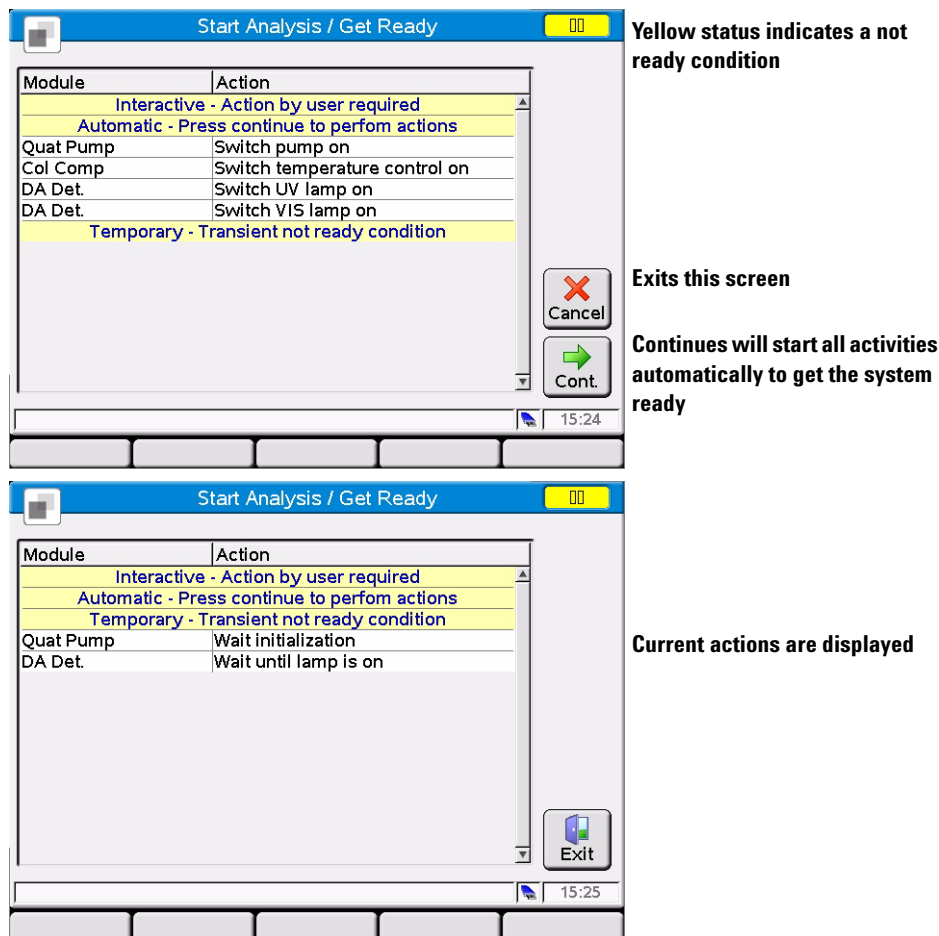 Start Analysis / Get Ready
Yellow status indicates a not
ready condition
Module Action
Interactive - Action by user required
Automatic - Press continue to perfom actions
Quat Pump Switch pump on
Col Comp Switch temperature control on
DA Det. Switch UV lamp on
DA Det. Switch VIS lamp on
Temporary - Transient not ready condition
Exits this screen
Cancel
Continues will start all activities
automatically to get the system
ready
Cont.
15:24
Start Analysis / Get Ready
Module Action
Interactive - Action by user required
Automatic - Press continue to perfom actions
Temporary - Transient not ready condition
Quat Pump Wait initialization
DA Det. Wait until lamp is on
Current actions are displayed
Exit
15:25